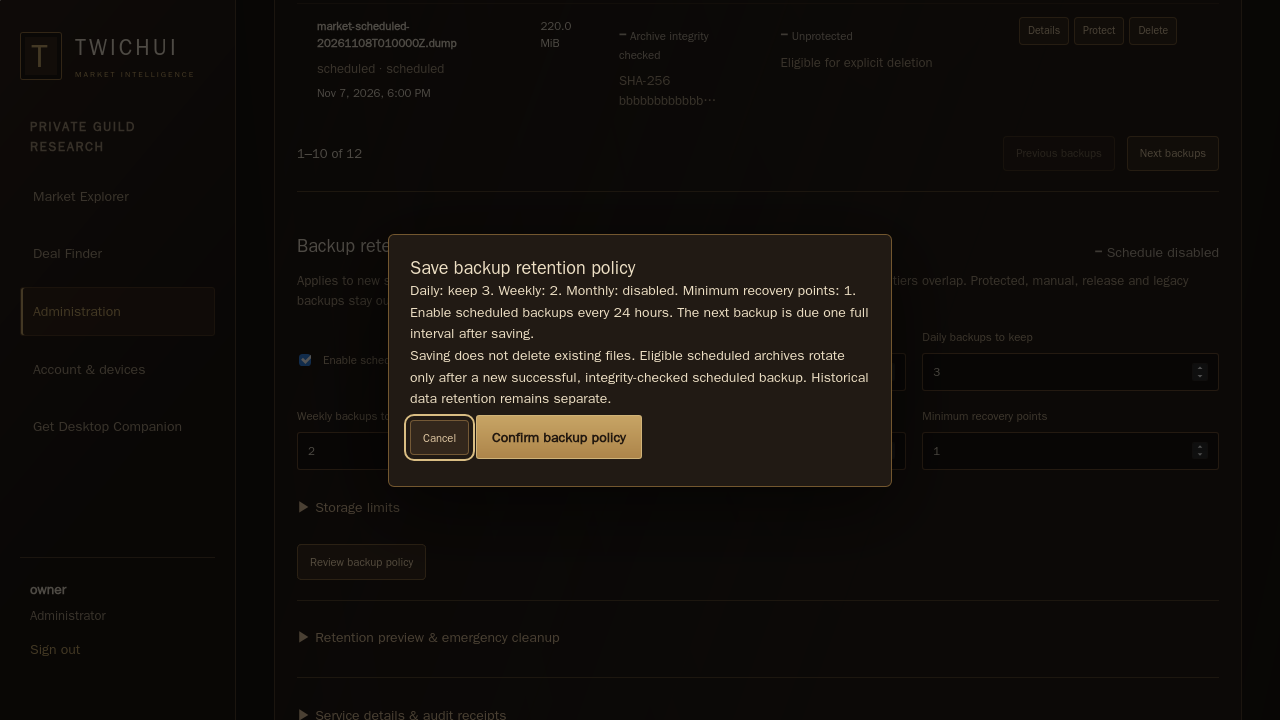 T
TWICHUI
MARKET INTELLIGENCE
PRIVATE GUILD
RESEARCH
Market Explorer
Deal Finder
Administration
Account & devices
Get Desktop Companion
owner
Administrator
Sign out
market-scheduled-
20261108T010000Z.dump
scheduled · scheduled
Nov 7, 2026, 6:00 PM
220.0
MiB
– Archive integrity
checked
SHA-256
bbbbbbbbbbbb…
– Unprotected
Eligible for explicit deletion
Details
Protect
Delete
1–10 of 12
Previous backups
Next backups
Backup rete
– Schedule disabled
Applies to new s
tiers overlap. Protected, manual, release and legacy
backups stay ou
Enable sched
Daily backups to keep
3
Weekly backups to
2
Minimum recovery points
1
Save backup retention policy
Daily: keep 3. Weekly: 2. Monthly: disabled. Minimum recovery points: 1.
Enable scheduled backups every 24 hours. The next backup is due one full
interval after saving.
Saving does not delete existing files. Eligible scheduled archives rotate
only after a new successful, integrity-checked scheduled backup. Historical
data retention remains separate.
Cancel
Confirm backup policy
Storage limits
Review backup policy
Retention preview & emergency cleanup
Service details & audit receipts